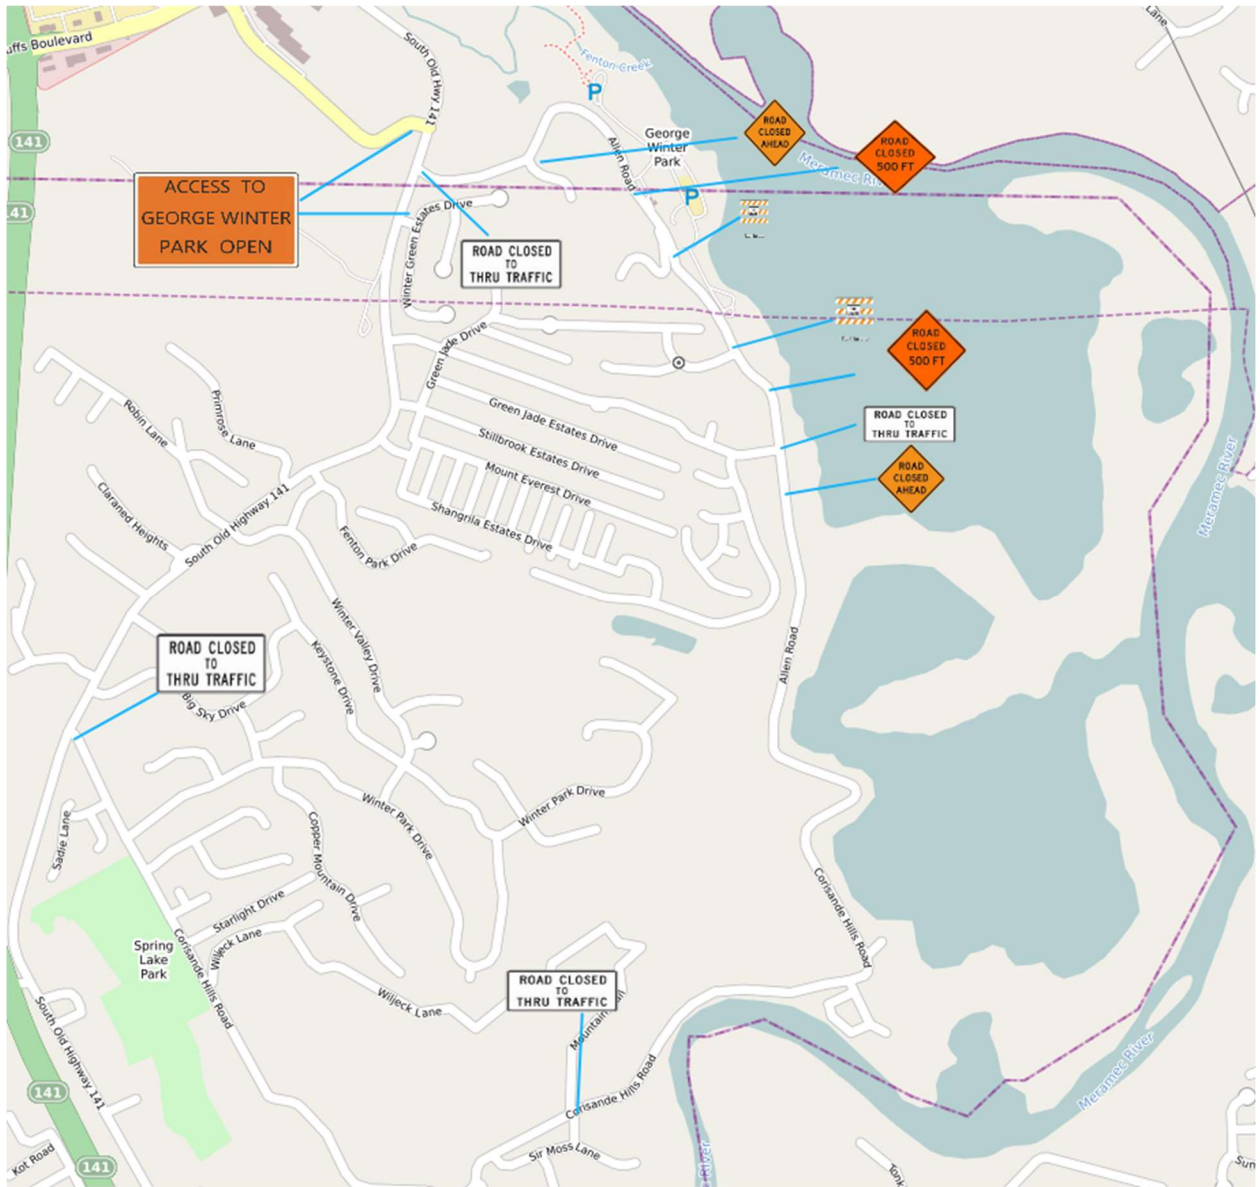 uffs Boulevard
South Old Hwy 141
Fenton Creek
Lane
P
141
ROAD
CLOSED
AHEAD
ROAD
CLOSED
500 FT
George
Winter
Park
Allen Road
Meramec Riv
ACCESS TO
GEORGE WINTER
PARK OPEN
41
P
Winter Green Estates Drive
ROAD CLOSED
TO
THRU TRAFFIC
ROAD
CLOSED
500 FT
Green Jade Drive
Primrose Lane
Robin Lane
Green Jade Estates Drive
ROAD CLOSED
TO
THRU TRAFFIC
Stillbrook Estates Drive
Mount Everest Drive
ROAD
CLOSED
AHEAD
Meramec River
Claraned Heights
South Old Highway 141
Shangrila Estates Drive
Fenton Park Drive
ROAD CLOSED
TO
THRU TRAFFIC
Winter Valley Drive
Keystone Drive
Allen Road
Big Sky Drive
Winter Park Drive
Winter Park Drive
Sadie Lane
Copper Mountain Drive
Corisande Hills Road
Starlight Drive
Wiljeck Lane
Spring
Lake
Park
Corisande Hills Road
ROAD CLOSED
TO
THRU TRAFFIC
Wiljeck Lane
Mountain
South Old Highway 141
Corisande Hills Road
Meramec River
141
Sir Moss Lane
Kot Road
141
River
Tonk
Sun